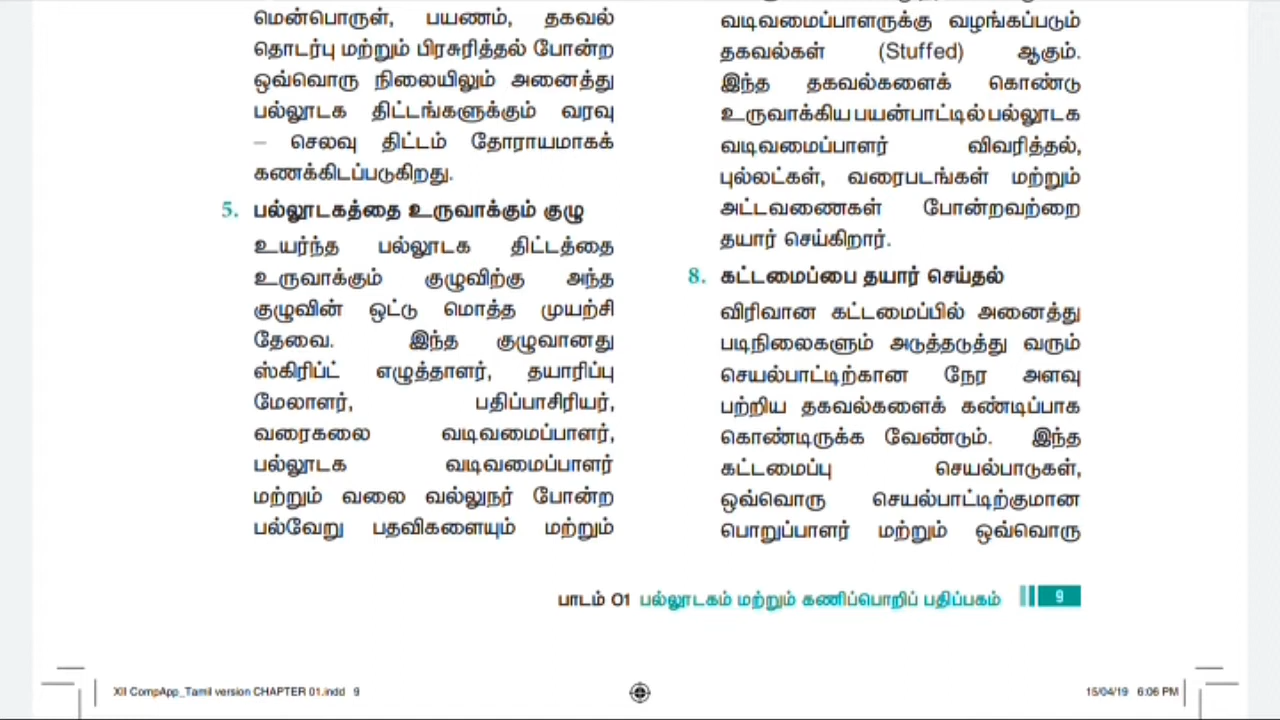 மென்பொருள், பயணம், தகவல்
தொடர்பு மற்றும் பிரசுரித்தல் போன்ற
ஒவ்வொரு நிலையிலும் அனைத்து
பல்லூடக திட்டங்களுக்கும் வரவு
– செலவு திட்டம் தோராயமாகக்
கணக்கிடப்படுகிறது.
5. பல்லூடகத்தை உருவாக்கும் குழு
உயர்ந்த பல்லூடக திட்டத்தை
உருவாக்கும் குழுவிற்கு அந்த
குழுவின் ஒட்டு மொத்த முயற்சி
தேவை. இந்த குழுவானது
ஸ்கிரிப்ட் எழுத்தாளர், தயாரிப்பு
மேலாளர், பதிப்பாசிரியர்,
வரைகலை வடிவமைப்பாளர்,
பல்லூடக வடிவமைப்பாளர்
மற்றும் வலை வல்லுநர் போன்ற
பல்வேறு பதவிகளையும் மற்றும்
வடிவமைப்பாளருக்கு வழங்கப்படும்
தகவல்கள் (Stuffed) ஆகும்.
இந்த தகவல்களைக் கொண்டு
உருவாக்கிய பயன்பாட்டில் பல்லூடக
வடிவமைப்பாளர் விவரித்தல்,
புல்லட்கள், வரைபடங்கள் மற்றும்
அட்டவணைகள் போன்றவற்றை
தயார் செய்கிறார்.
8. கட்டமைப்பை தயார் செய்தல்
விரிவான கட்டமைப்பில் அனைத்து
படிநிலைகளும் அடுத்தடுத்து வரும்
செயல்பாட்டிற்கான நேர அளவு
பற்றிய தகவல்களைக் கண்டிப்பாக
கொண்டிருக்க வேண்டும். இந்த
கட்டமைப்பு செயல்பாடுகள்,
ஒவ்வொரு செயல்பாட்டிற்குமான
பொறுப்பாளர் மற்றும் ஒவ்வொரு
பாடம் 01 பல்லூடகம் மற்றும் கணிப்பொறிப் பதிப்பகம் 9
XII CompApp_Tamil version CHAPTER 01.indd 9 15/04/19 6:06 PM